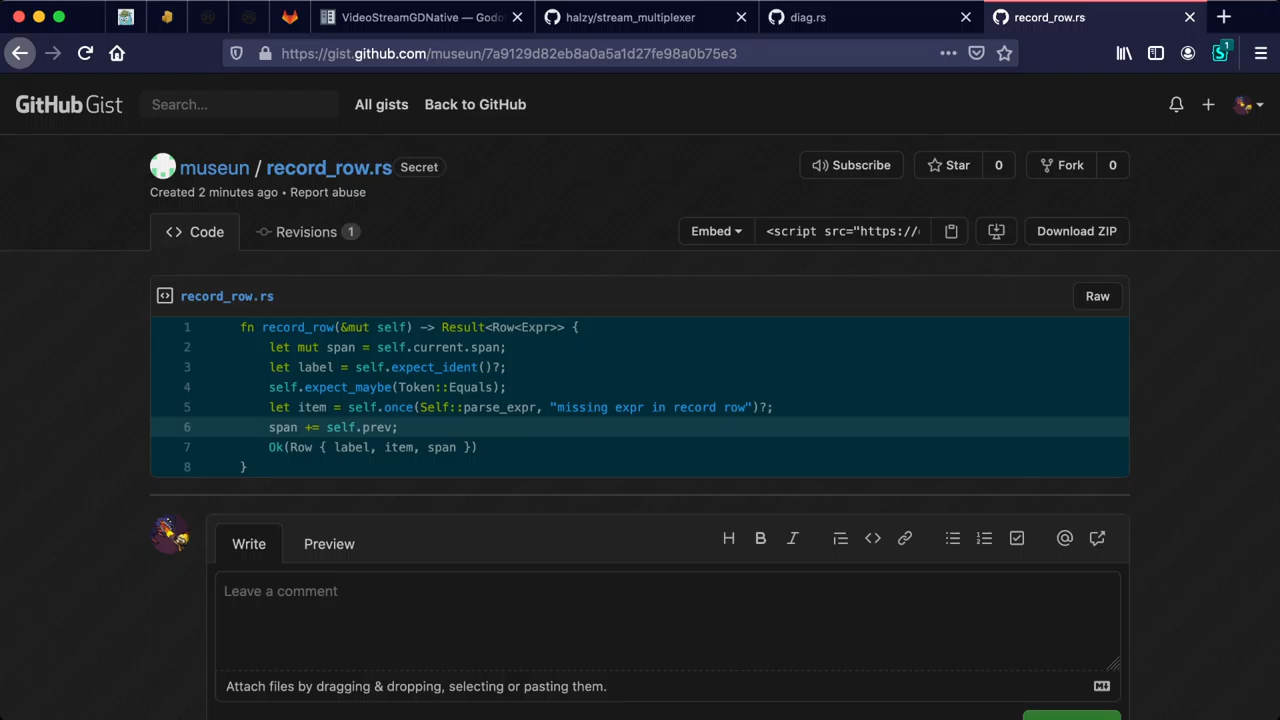 VideoStreamGDNative — Godo
halzy/stream_multiplexer
diag.rs
record_row.rs
https://gist.github.com/museun/7a9129d82eb8a0a5a1d27fe98a0b75e3
1
GitHub Gist
Search...
All gists
Back to GitHub
museun / record_row.rs
Secret
Subscribe
Star
0
Fork
0
Created 2 minutes ago • Report abuse
Code
Revisions
1
Embed
<script src="https://
Download ZIP
record_row.rs
Raw
1 fn record_row(&mut self) -> Result<Row<Expr>> {
2 let mut span = self.current.span;
3 let label = self.expect_ident()?;
4 self.expect_maybe(Token::Equals);
5 let item = self.once(Self::parse_expr, "missing expr in record row")?;
6 span += self.prev;
7 Ok(Row { label, item, span })
8 }
Write
Preview
Leave a comment
Attach files by dragging & dropping, selecting or pasting them.